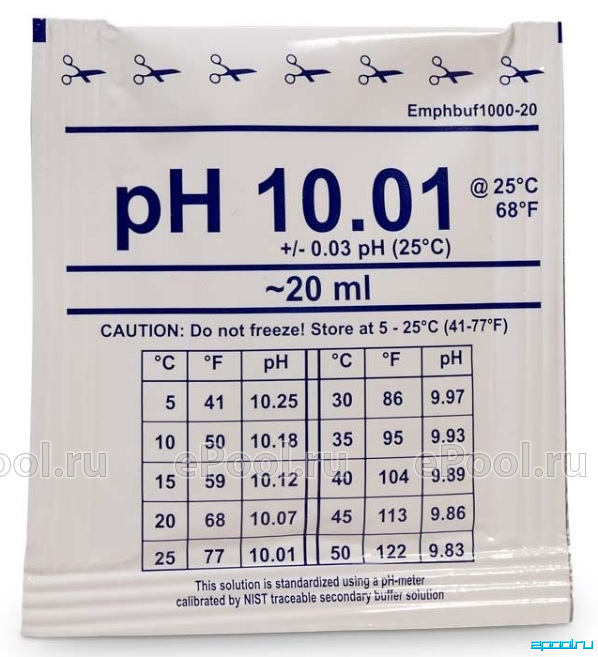 Emphbuf1000-20
pH 10.01 @ 25°C
68°F
+/- 0.03 pH (25°C)
~20 ml
CAUTION: Do not freeze! Store at 5 - 25°C (41-77°F)
°C °F pH °C °F pH
5 41 10.25 30 86 9.97
10 50 10.18 35 95 9.93
ePool.ru ePool.ru ePool.ru
15 59 10.12 40 104 9.89
20 68 10.07 45 113 9.86
25 77 10.01 50 122 9.83
This solution is standardized using a pH-meter
calibrated by NIST traceable secondary buffer solution
epool.ru